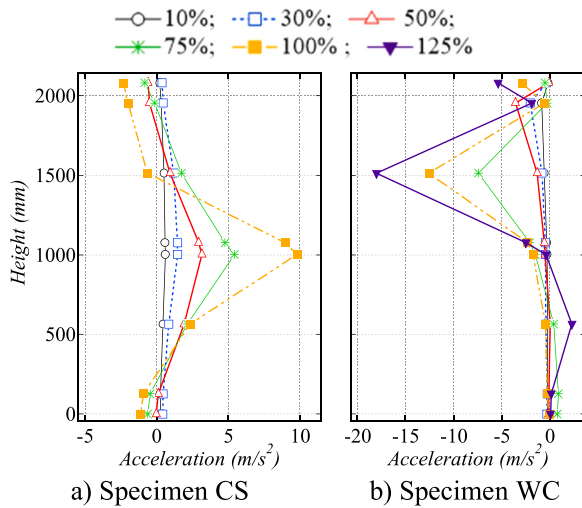 10%; 30%; 50%;
75%; 100% ; 125%
2000
1500
1000
500
0
Height (mm)
-5 0 5 10
-20 -15 -10 -5 0
Acceleration (m/s²) Acceleration (m/s²)
a) Specimen CS b) Specimen WC